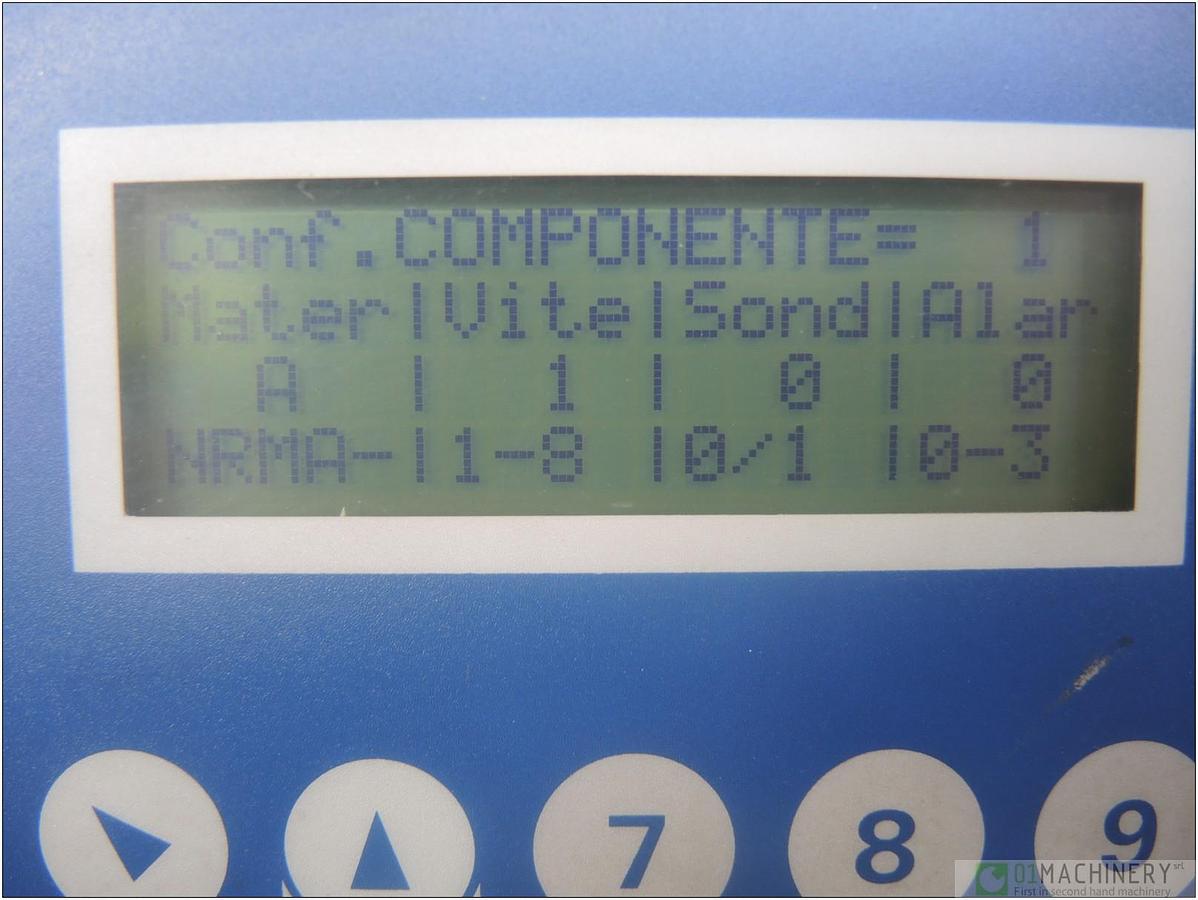 Conf.COMPONENTE= 1
Mater|Vite|Sond|Alar
A | 1 | 0 | 0
NRMA-|1-8 |0/1 |0-3
7 8 9
01MACHINERY srl
First in second hand machinery